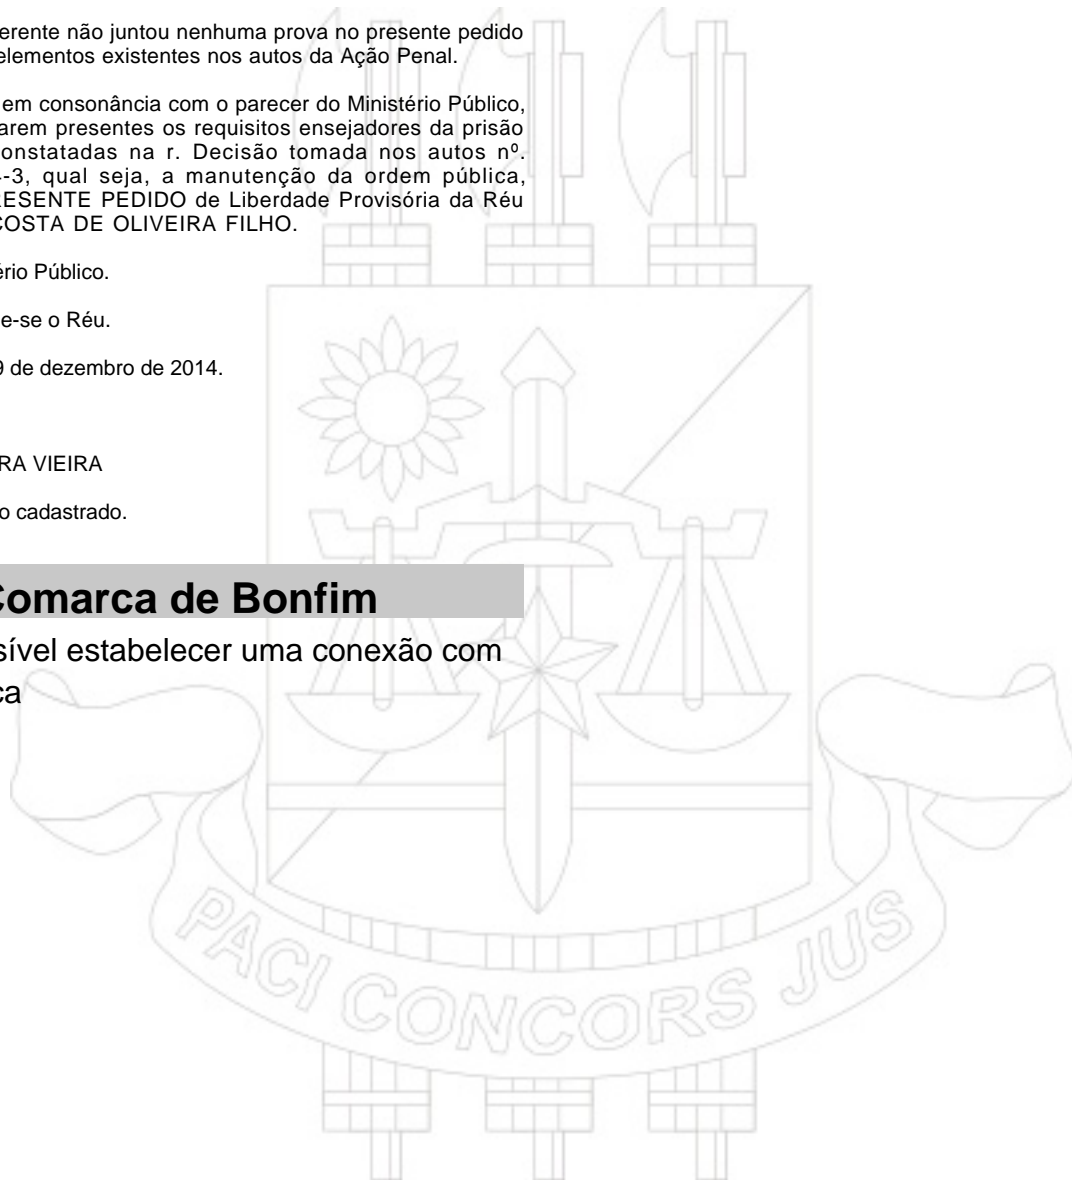 erente não juntou nenhuma prova no presente pedido
elementos existentes nos autos da Ação Penal.
em consonância com o parecer do Ministério Público,
arem presentes os requisitos ensejadores da prisão
onstatadas na r. Decisão tomada nos autos nº.
-3, qual seja, a manutenção da ordem pública,
RESENTE PEDIDO de Liberdade Provisória da Réu
COSTA DE OLIVEIRA FILHO.
ério Público.
e-se o Réu.
9 de dezembro de 2014.
RA VIEIRA
o cadastrado.
Comarca de Bonfim
sível estabelecer uma conexão com
ca
PACI CONCORS JUS